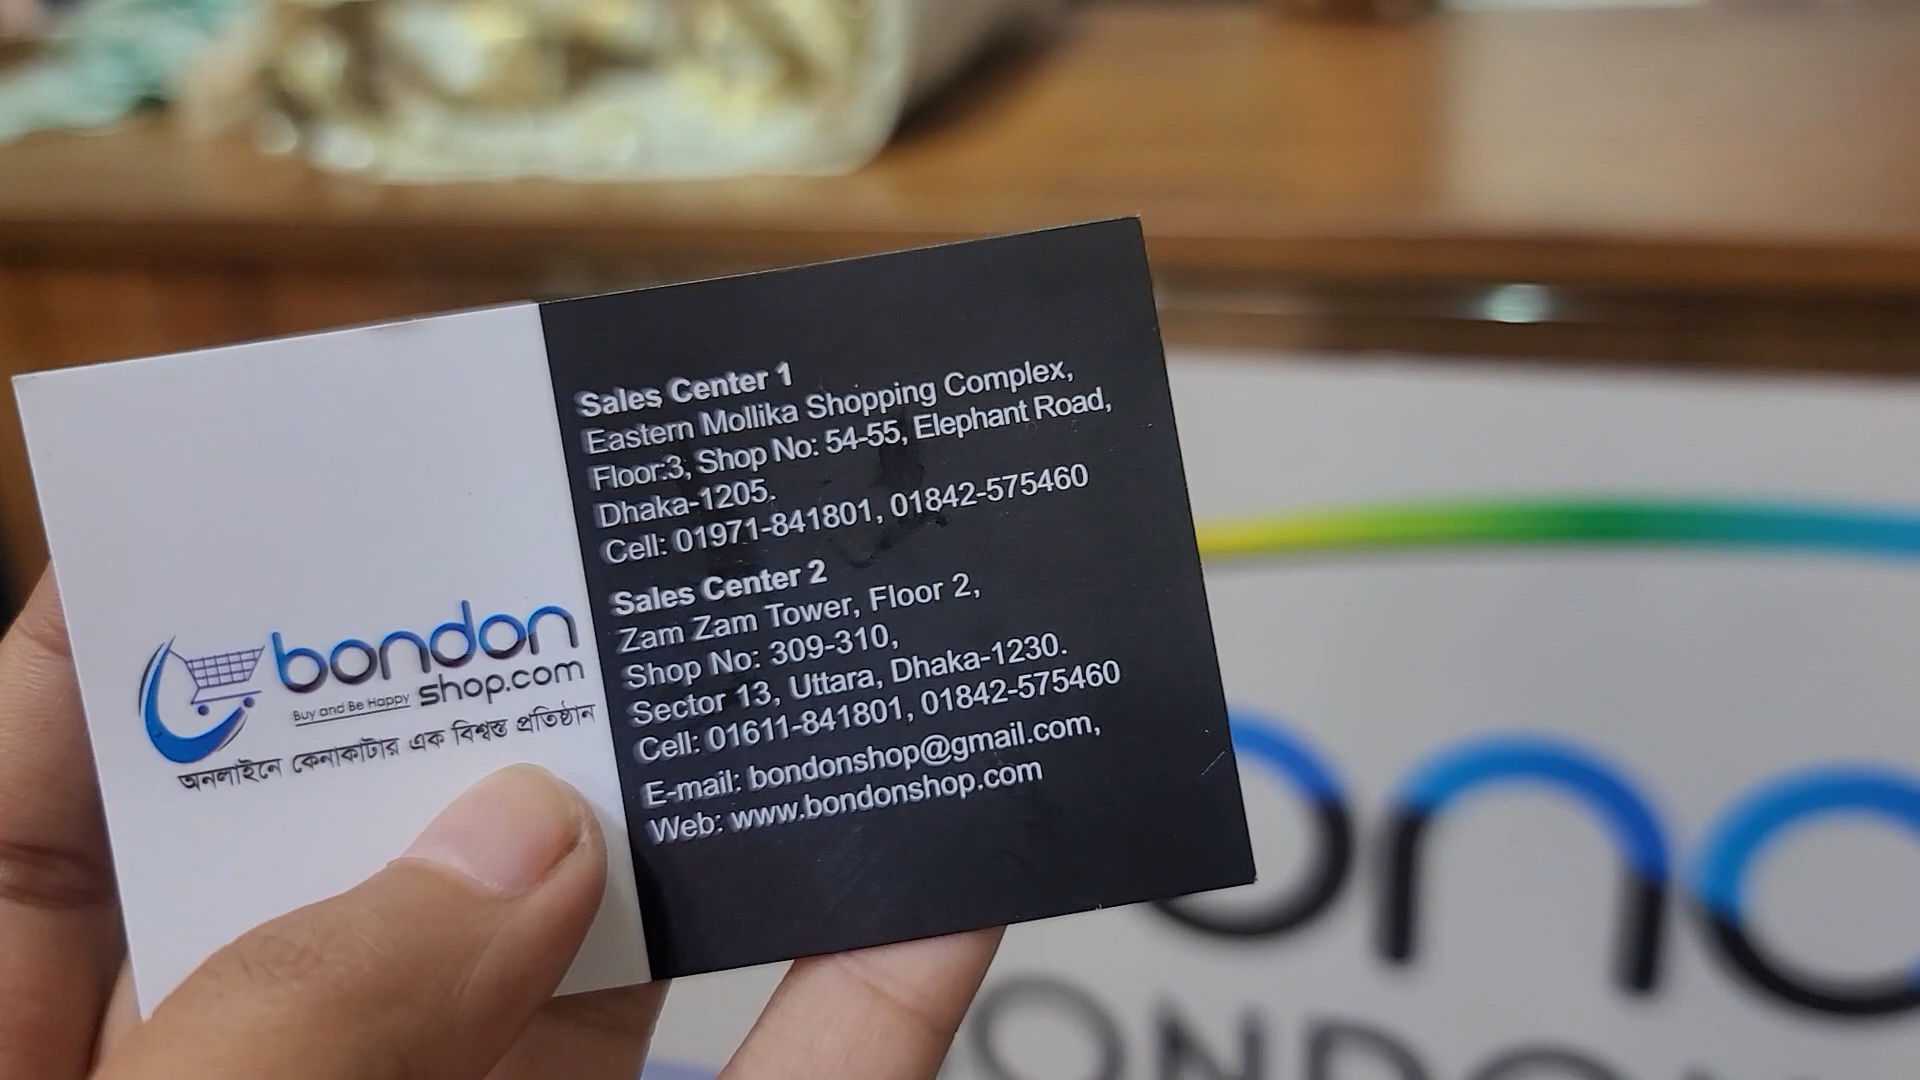 bondon
Buy and Be Happy shop.com
অনলাইনে কেনাকাটার এক বিশ্বস্ত প্রতিষ্ঠান
Sales Center 1
Eastern Mollika Shopping Complex,
Floor:3, Shop No: 54-55, Elephant Road,
Dhaka-1205.
Cell: 01971-841801, 01842-575460
Sales Center 2
Zam Zam Tower, Floor 2,
Shop No: 309-310,
Sector 13, Uttara, Dhaka-1230.
Cell: 01611-841801, 01842-575460
E-mail: bondonshop@gmail.com,
Web: www.bondonshop.com